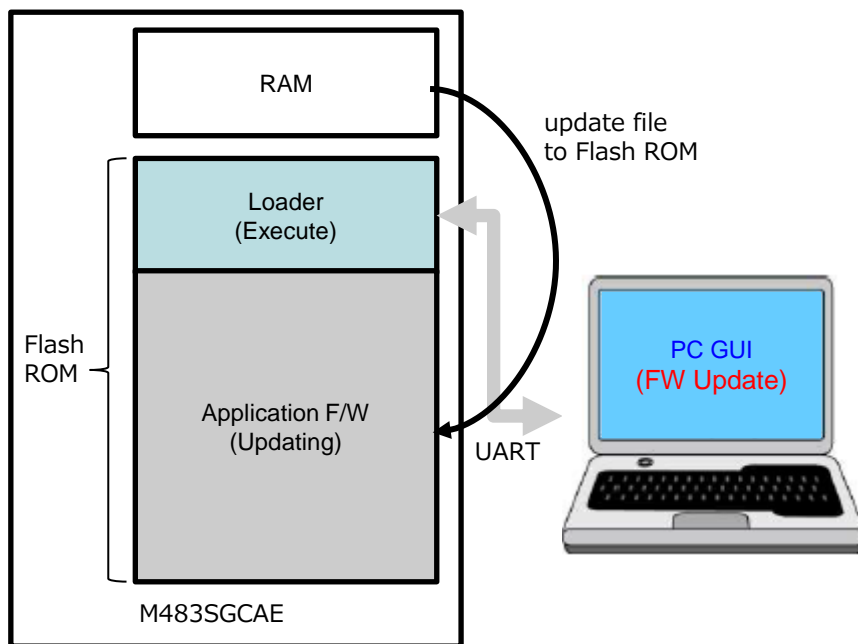 RAM
update file
to Flash ROM
Loader
(Execute)
Flash
ROM
PC GUI
(FW Update)
Application F/W
(Updating)
UART
M483SGCAE